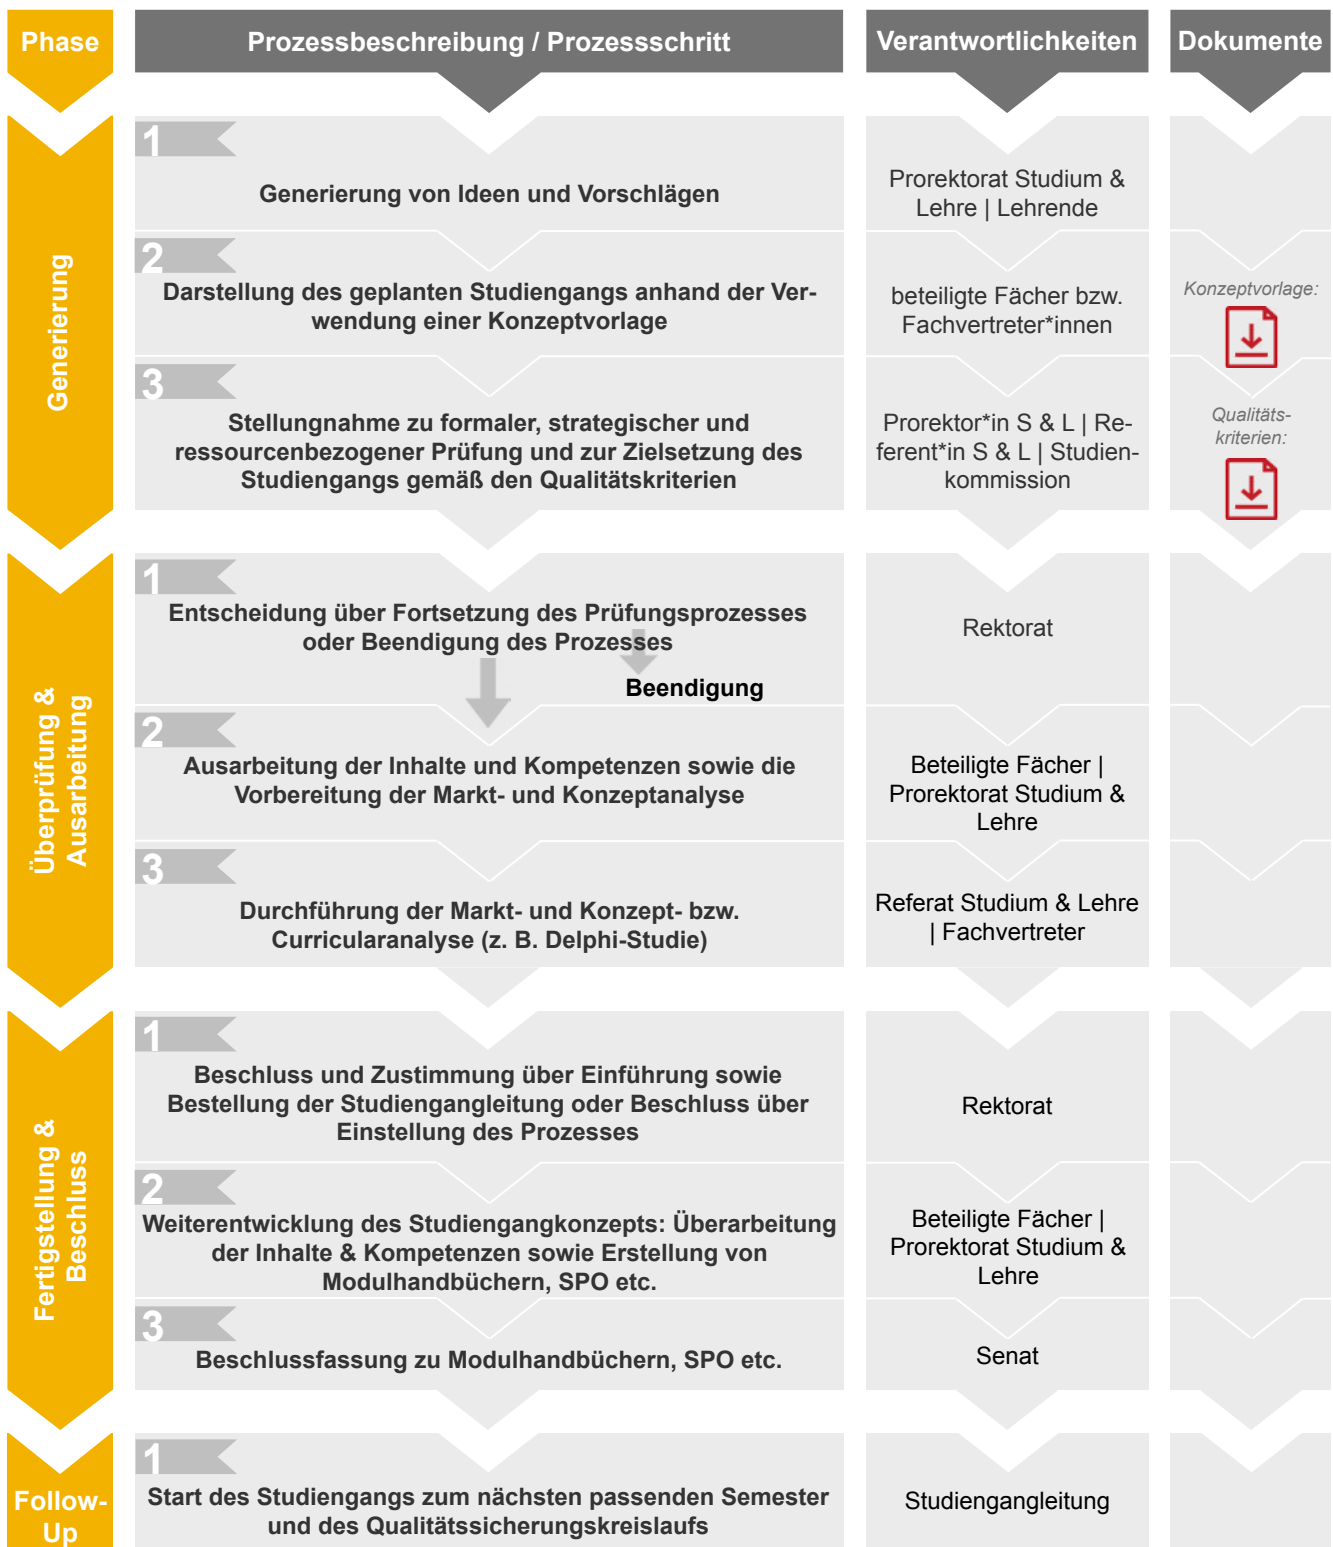 Phase
Prozessbeschreibung / Prozessschritt
Verantwortlichkeiten
Dokumente
Generierung
1
Generierung von Ideen und Vorschlägen
Prorektorat Studium &
Lehre | Lehrende
2
Darstellung des geplanten Studiengangs anhand der Ver-
wendung einer Konzeptvorlage
beteiligte Fächer bzw.
Fachvertreter*innen
Konzeptvorlage:
3
Stellungnahme zu formaler, strategischer und
ressourcenbezogener Prüfung und zur Zielsetzung des
Studiengangs gemäß den Qualitätskriterien
Prorektor*in S & L | Re-
ferent*in S & L | Studien-
kommission
Qualitäts-
kriterien:
Überprüfung &
Ausarbeitung
1
Entscheidung über Fortsetzung des Prüfungsprozesses
oder Beendigung des Prozesses
Beendigung
Rektorat
2
Ausarbeitung der Inhalte und Kompetenzen sowie die
Vorbereitung der Markt- und Konzeptanalyse
Beteiligte Fächer |
Prorektorat Studium &
Lehre
3
Durchführung der Markt- und Konzept- bzw.
Curricularanalyse (z. B. Delphi-Studie)
Referat Studium & Lehre
| Fachvertreter
Fertigstellung &
Beschluss
1
Beschluss und Zustimmung über Einführung sowie
Bestellung der Studiengangleitung oder Beschluss über
Einstellung des Prozesses
Rektorat
2
Weiterentwicklung des Studiengangkonzepts: Überarbeitung
der Inhalte & Kompetenzen sowie Erstellung von
Modulhandbüchern, SPO etc.
Beteiligte Fächer |
Prorektorat Studium &
Lehre
3
Beschlussfassung zu Modulhandbüchern, SPO etc.
Senat
Follow-
Up
1
Start des Studiengangs zum nächsten passenden Semester
und des Qualitätssicherungskreislaufs
Studiengangleitung